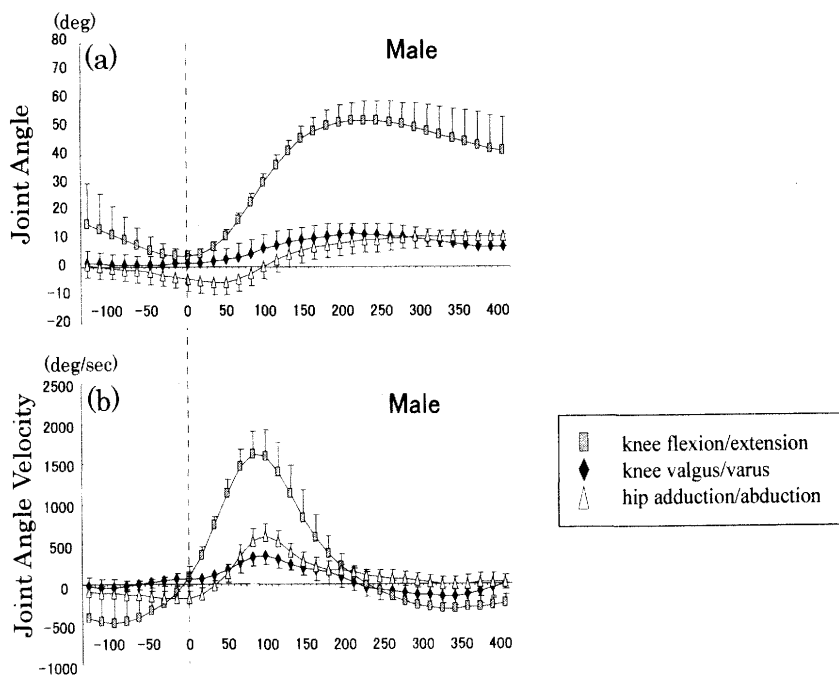 (deg)
80
(a)
Male
70
60
50
40
30
20
10
0
-10
-20
Joint Angle
-100 -50 0 50 100 150 200 250 300 350 400
(deg/sec)
2500
(b)
Male
2000
1500
1000
500
0
-500
-1000
Joint Angle Velocity
-100 -50 0 50 100 150 200 250 300 350 400
knee flexion/extension
knee valgus/varus
hip adduction/abduction